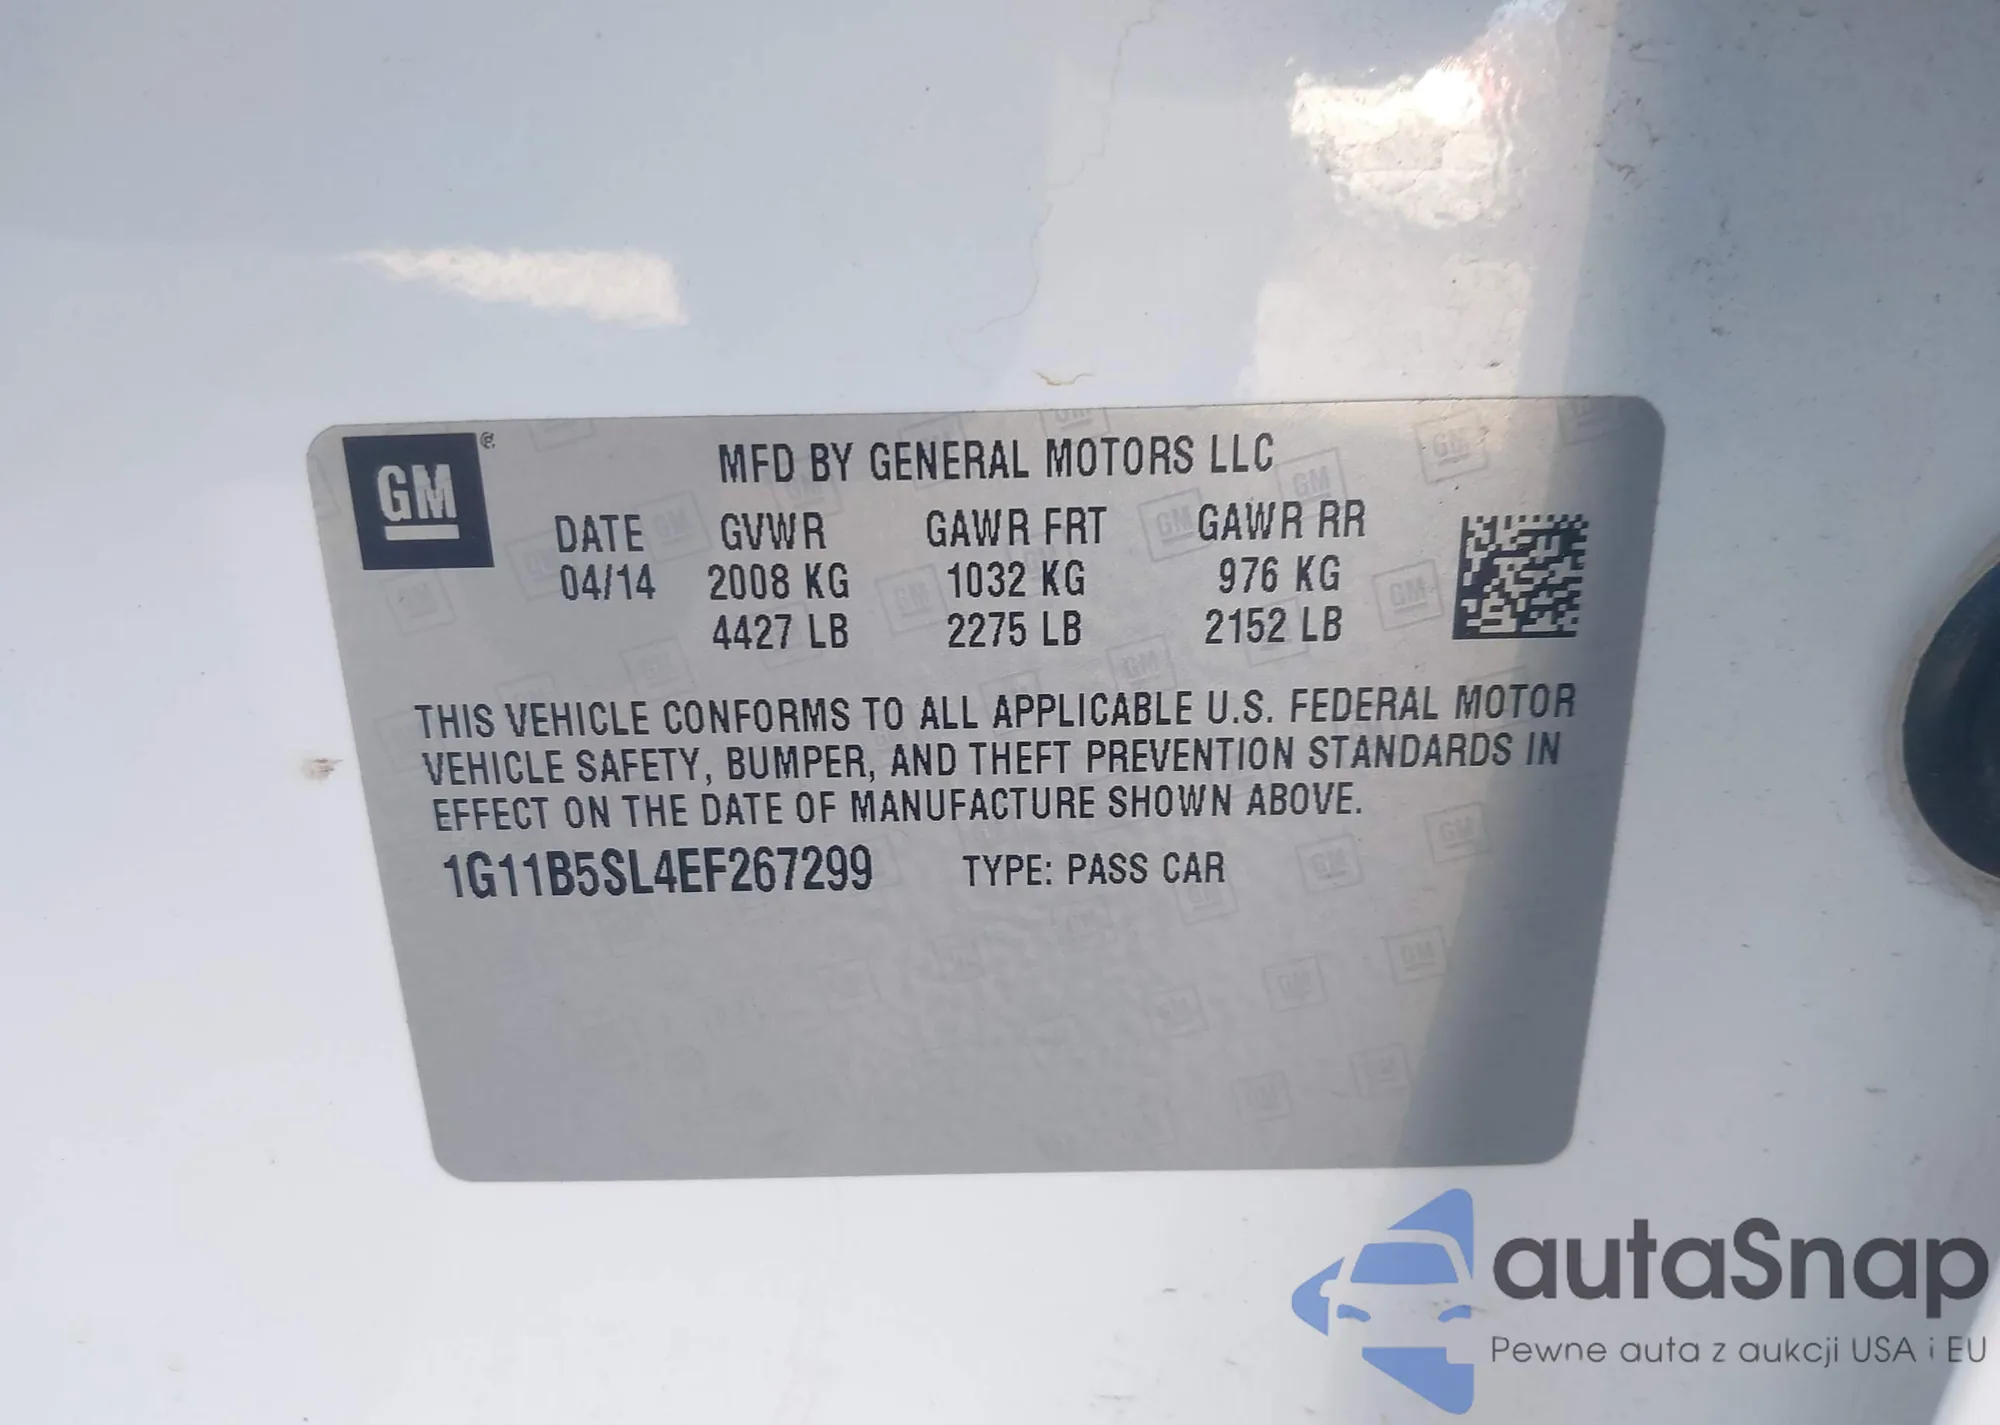 GM
MFD BY GENERAL MOTORS LLC
DATE GVWR GAWR FRT GAWR RR
04/14 2008 KG 1032 KG 976 KG
4427 LB 2275 LB 2152 LB
THIS VEHICLE CONFORMS TO ALL APPLICABLE U.S. FEDERAL MOTOR
VEHICLE SAFETY, BUMPER, AND THEFT PREVENTION STANDARDS IN
EFFECT ON THE DATE OF MANUFACTURE SHOWN ABOVE.
1G11B5SL4EF267299 TYPE: PASS CAR
autaSnap
Pewne auta z aukcji USA i EU